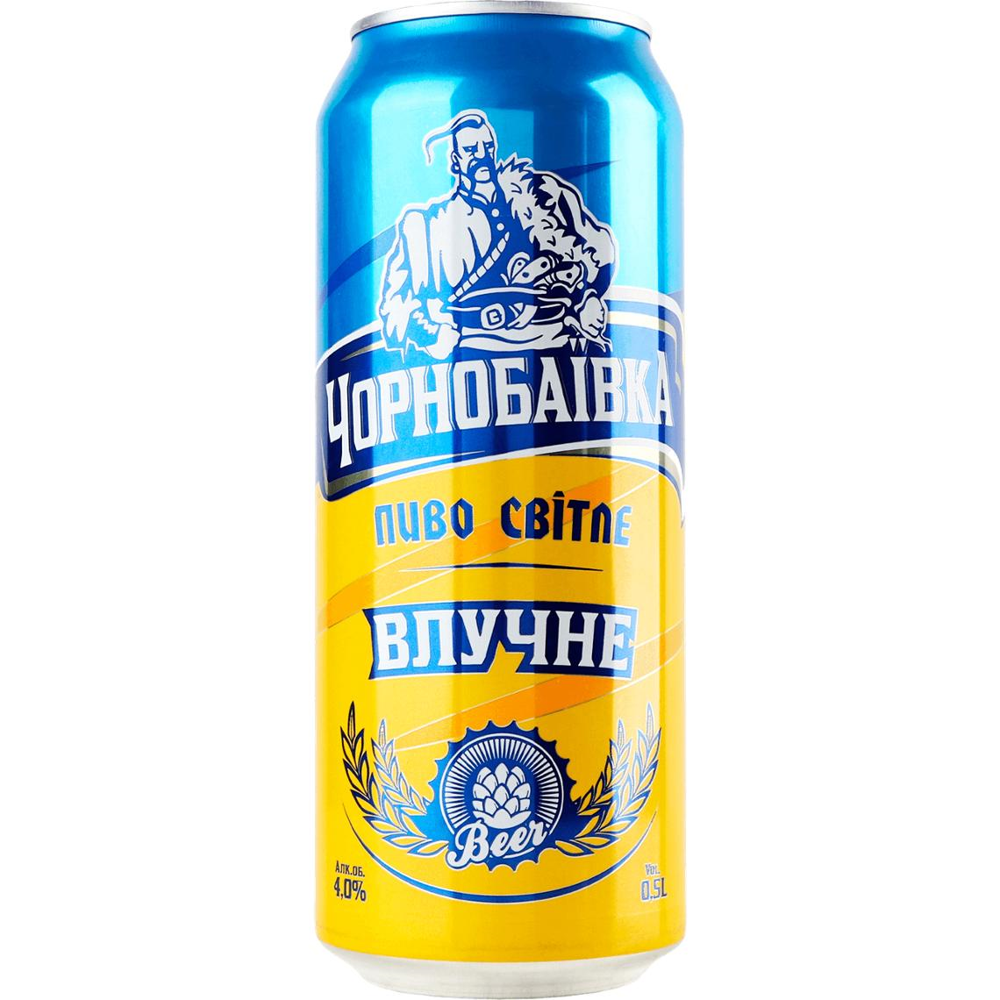 ЧОРНОБАЇВКА
ПИВО СВІТЛЕ
ВЛУЧНЕ
Beer
Алк.об.
4,0%
Vol.
0,5L